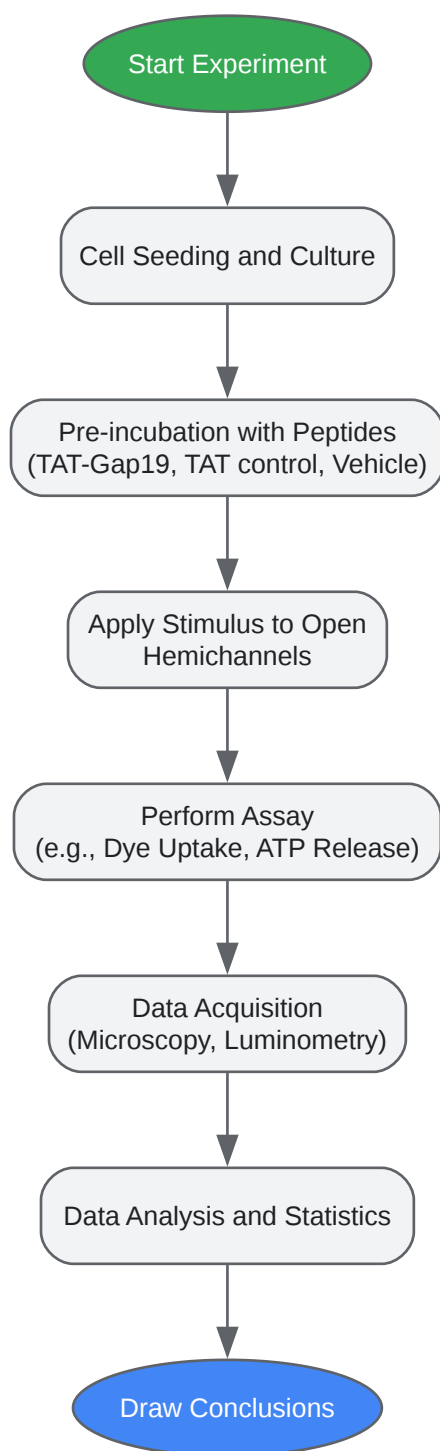 Start Experiment
Cell Seeding and Culture
Pre-incubation with Peptides
(TAT-Gap19, TAT control, Vehicle)
Apply Stimulus to Open
Hemichannels
Perform Assay
(e.g., Dye Uptake, ATP Release)
Data Acquisition
(Microscopy, Luminometry)
Data Analysis and Statistics
Draw Conclusions